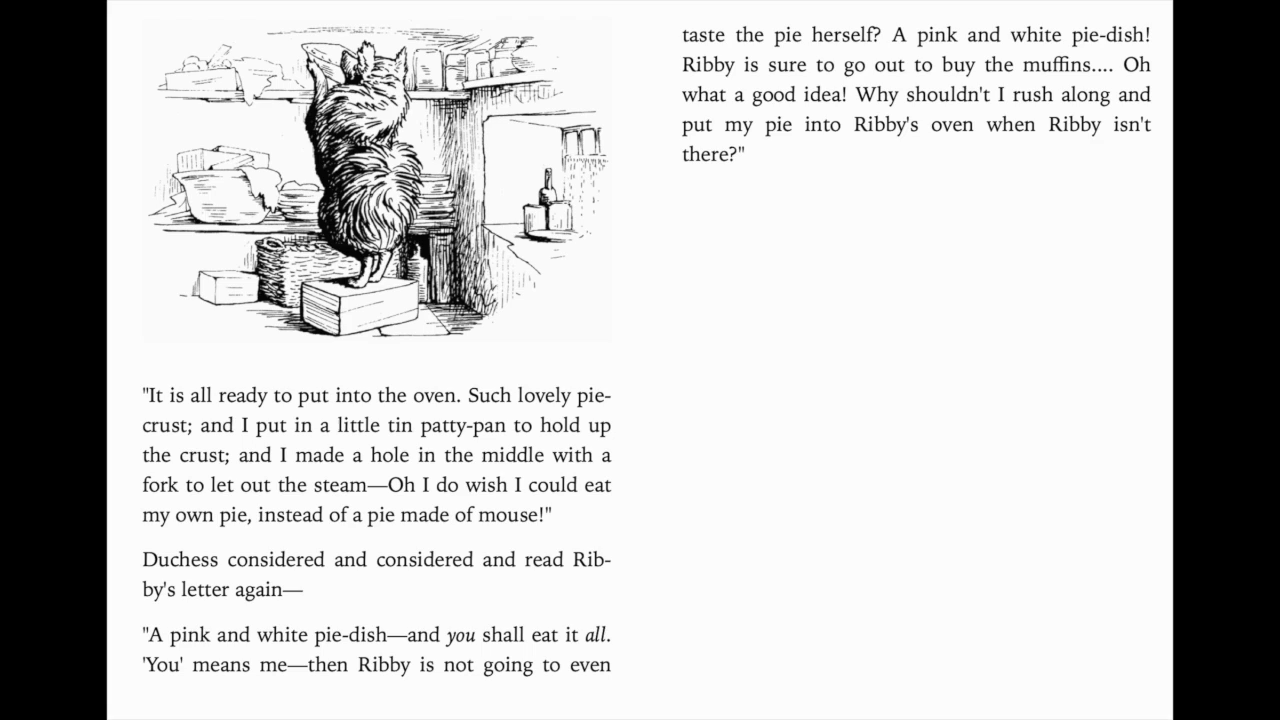 "It is all ready to put into the oven. Such lovely pie-
crust; and I put in a little tin patty-pan to hold up
the crust; and I made a hole in the middle with a
fork to let out the steam—Oh I do wish I could eat
my own pie, instead of a pie made of mouse!"
Duchess considered and considered and read Rib-
by's letter again—
"A pink and white pie-dish—and you shall eat it all.
'You' means me—then Ribby is not going to even
taste the pie herself? A pink and white pie-dish!
Ribby is sure to go out to buy the muffins.... Oh
what a good idea! Why shouldn't I rush along and
put my pie into Ribby's oven when Ribby isn't
there?"